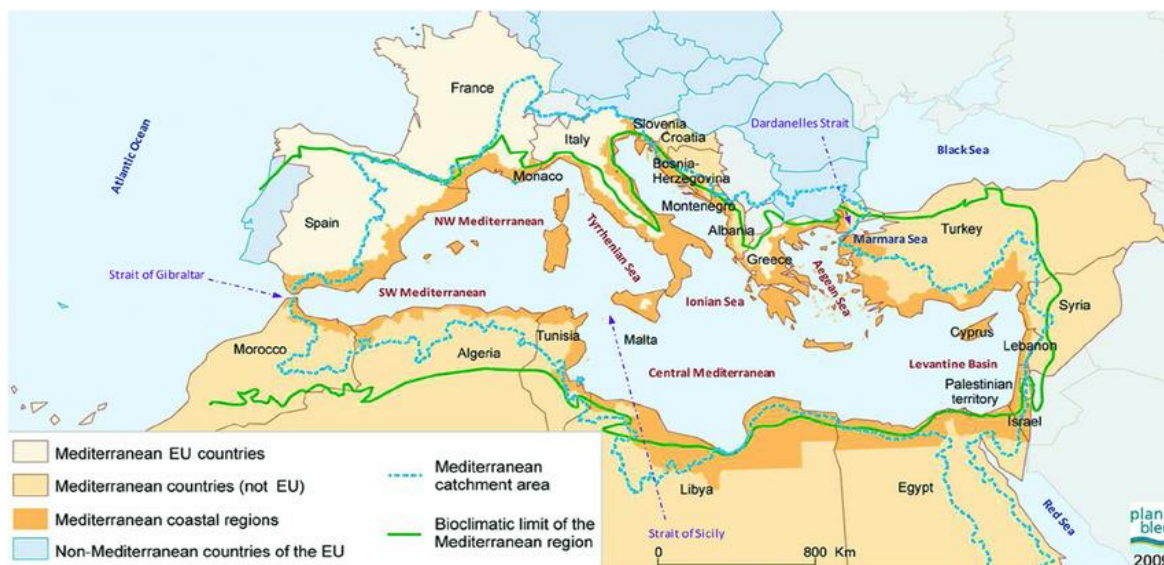 France
Slovenia
Croatia
Dardanelles Strait
Italy
Black Sea
Atlantic Ocean
Bosnia-
Herzegovina
Monaco
Montenegro
Spain
NW Mediterranean
Tyrrhenian Sea
Albania
Marmara Sea
Turkey
Greece
Aegean Sea
Strait of Gibraltar
SW Mediterranean
Ionian Sea
Syria
Tunisia
Malta
Cyprus
Morocco
Algeria
Lebanon
Central Mediterranean
Levantine Basin
Palestinian
territory
Israel
Mediterranean EU countries
Mediterranean countries (not EU)
Mediterranean coastal regions
Non-Mediterranean countries of the EU
Mediterranean
catchment area
Bioclimatic limit of the
Mediterranean region
Libya
Egypt
Red Sea
Strait of Sicily
0 800 Km
plan
bleu
2009